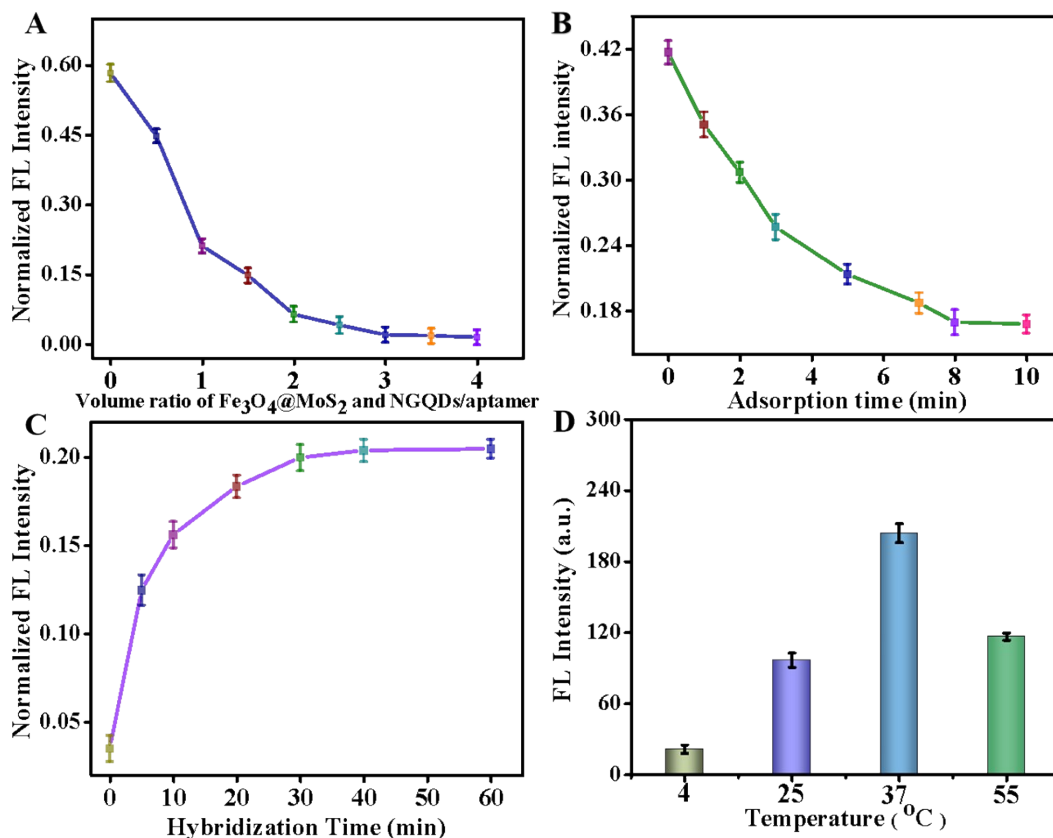 A
Normalized FL Intensity
0.60
0.45
0.30
0.15
0.00
0 1 2 3 4
Volume ratio of Fe3O4@MoS2 and NGQDs/aptamer
B
Normalized FL intensity
0.42
0.36
0.30
0.24
0.18
0 2 4 6 8 10
Adsorption time (min)
C
Normalized FL Intensity
0.20
0.15
0.10
0.05
0 10 20 30 40 50 60
Hybridization Time (min)
D
FL Intensity (a.u.)
300
240
180
120
60
0
4 25 37 55
Temperature (°C)